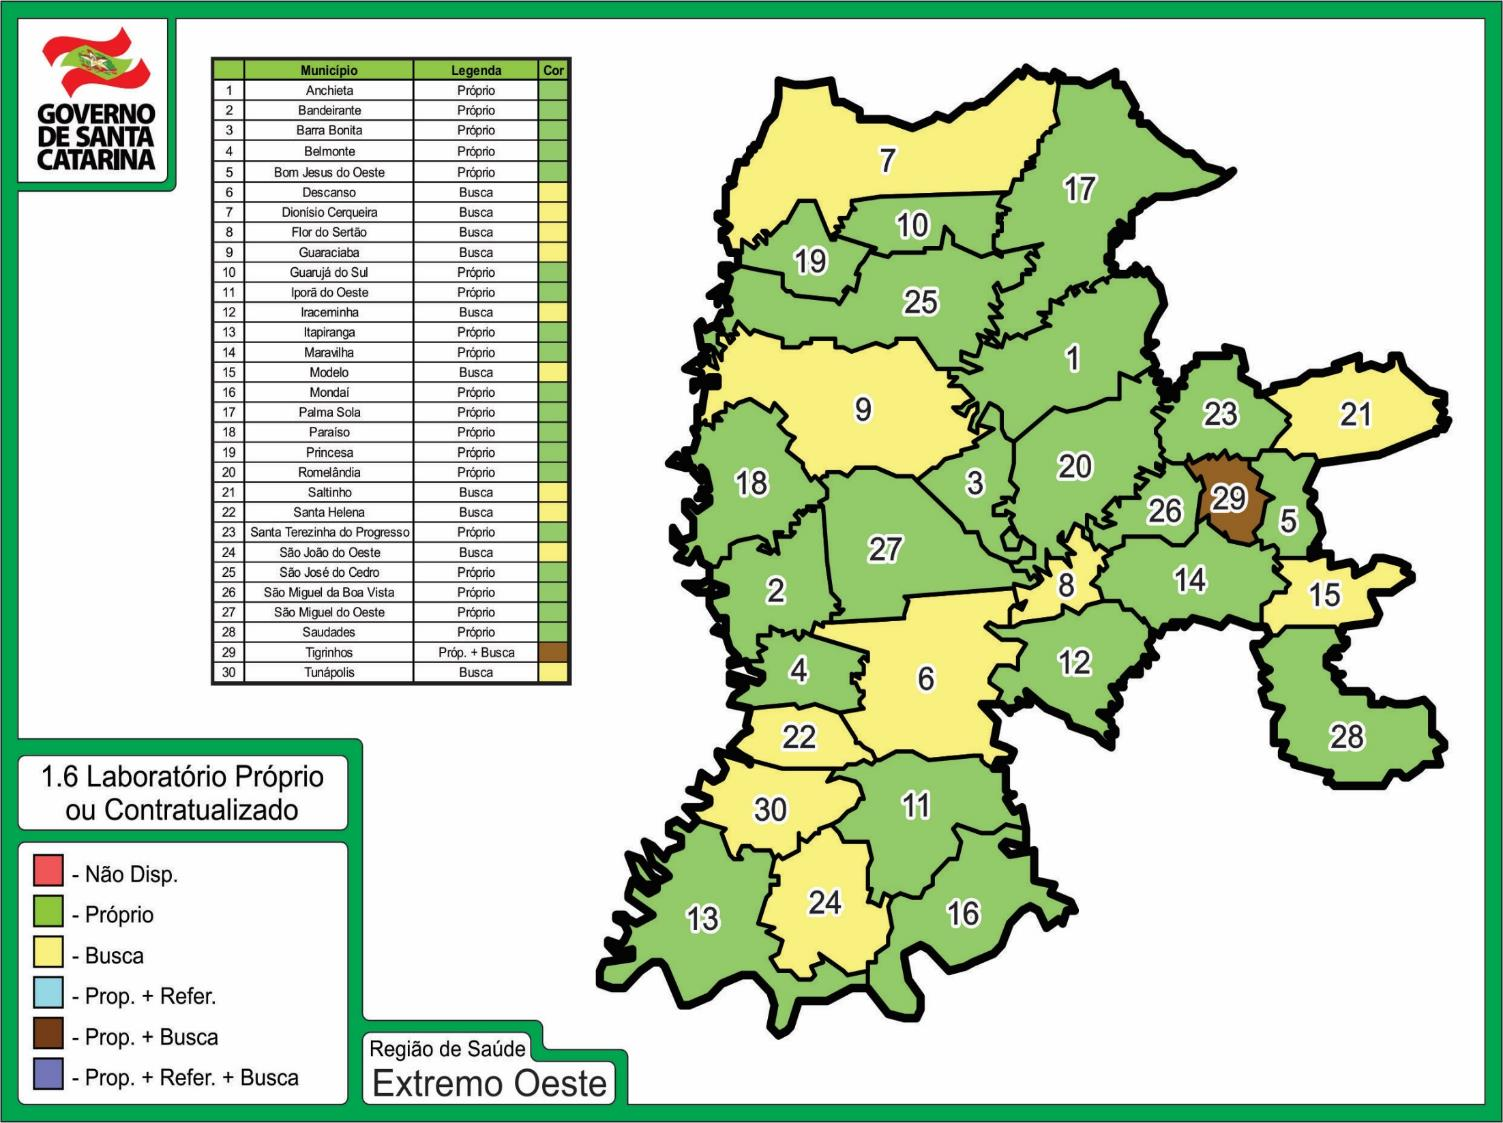 GOVERNO
DE SANTA
CATARINA
Município Legenda Cor
1 Anchieta Próprio
2 Bandeirante Próprio
3 Barra Bonita Próprio
4 Belmonte Próprio
5 Bom Jesus do Oeste Próprio
6 Descanso Busca
7 Dionísio Cerqueira Busca
8 Flor do Sertão Busca
9 Guaraciaba Busca
10 Guarujá do Sul Próprio
11 Iporã do Oeste Próprio
12 Iraceminha Busca
13 Itapiranga Próprio
14 Maravilha Próprio
15 Modelo Busca
16 Mondaí Próprio
17 Palma Sola Próprio
18 Paraíso Próprio
19 Princesa Próprio
20 Romelândia Próprio
21 Saltinho Busca
22 Santa Helena Busca
23 Santa Terezinha do Progresso Próprio
24 São João do Oeste Busca
25 São José do Cedro Próprio
26 São Miguel da Boa Vista Próprio
27 São Miguel do Oeste Próprio
28 Saudades Próprio
29 Tigrinhos Próp. + Busca
30 Tunápolis Busca
7
17
10
19
25
1
9
23
21
18
3
20
26
29
5
27
2
8
14
15
4
6
12
22
28
30
11
13
24
16
1.6 Laboratório Próprio
ou Contratualizado
- Não Disp.
- Próprio
- Busca
- Prop. + Refer.
- Prop. + Busca
- Prop. + Refer. + Busca
Região de Saúde
Extremo Oeste